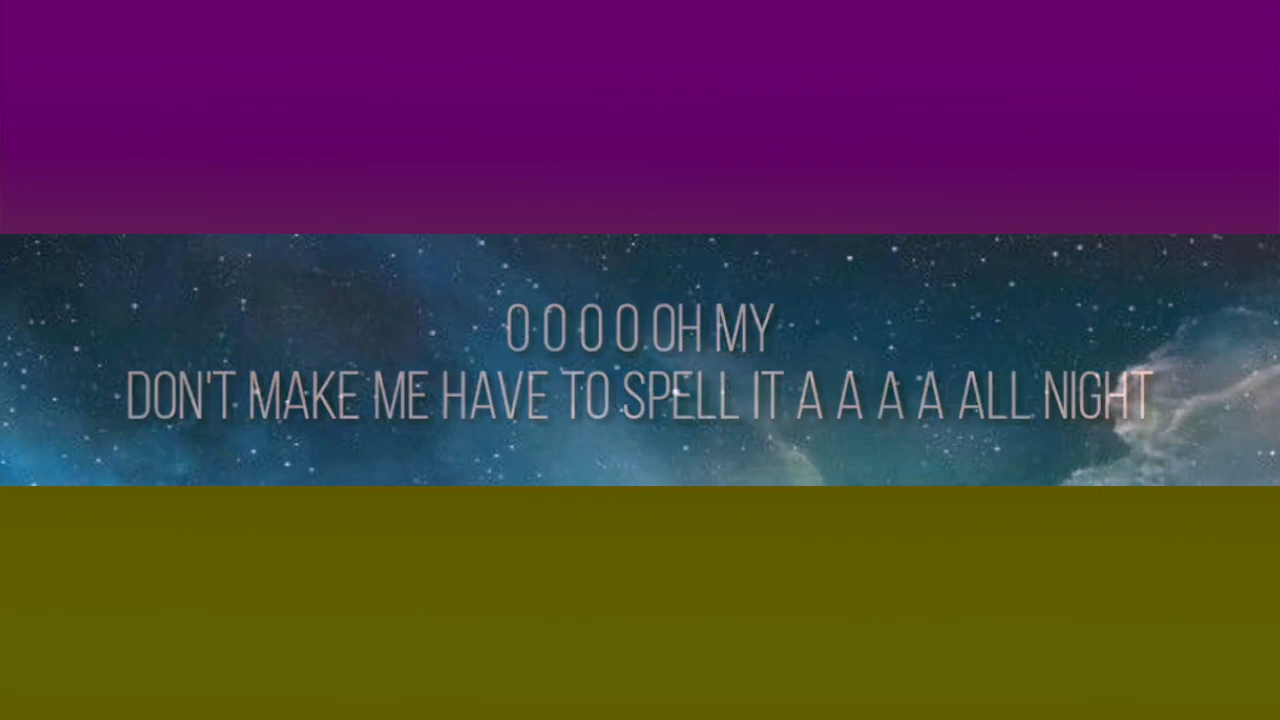 O O O O OH MY
DON'T MAKE ME HAVE TO SPELL IT A A A A ALL NIGHT